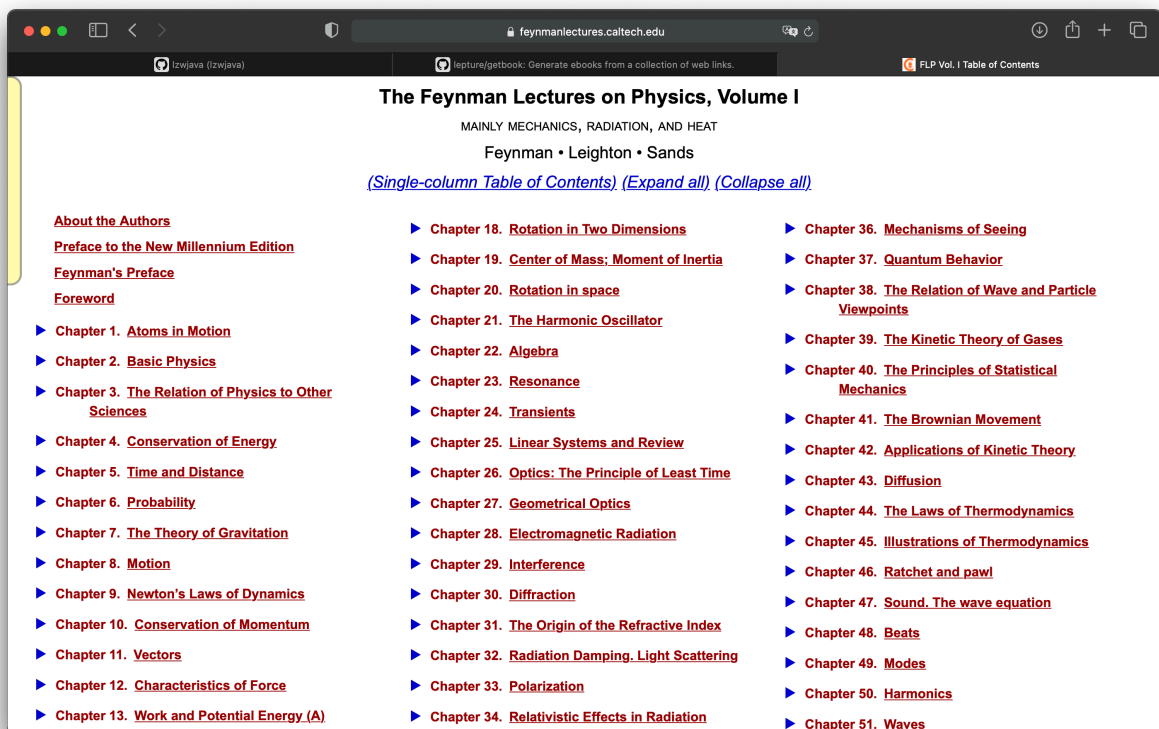 feynmanlectures.caltech.edu
lzwjava (lzwjava)
lepture/getbook: Generate ebooks from a collection of web links.
FLP Vol. I Table of Contents
The Feynman Lectures on Physics, Volume I
MAINLY MECHANICS, RADIATION, AND HEAT
Feynman • Leighton • Sands
(Single-column Table of Contents) (Expand all) (Collapse all)
About the Authors
Preface to the New Millennium Edition
Feynman's Preface
Foreword
Chapter 1. Atoms in Motion
Chapter 2. Basic Physics
Chapter 3. The Relation of Physics to Other
Sciences
Chapter 4. Conservation of Energy
Chapter 5. Time and Distance
Chapter 6. Probability
Chapter 7. The Theory of Gravitation
Chapter 8. Motion
Chapter 9. Newton’s Laws of Dynamics
Chapter 10. Conservation of Momentum
Chapter 11. Vectors
Chapter 12. Characteristics of Force
Chapter 13. Work and Potential Energy (A)
Chapter 18. Rotation in Two Dimensions
Chapter 19. Center of Mass; Moment of Inertia
Chapter 20. Rotation in space
Chapter 21. The Harmonic Oscillator
Chapter 22. Algebra
Chapter 23. Resonance
Chapter 24. Transients
Chapter 25. Linear Systems and Review
Chapter 26. Optics: The Principle of Least Time
Chapter 27. Geometrical Optics
Chapter 28. Electromagnetic Radiation
Chapter 29. Interference
Chapter 30. Diffraction
Chapter 31. The Origin of the Refractive Index
Chapter 32. Radiation Damping. Light Scattering
Chapter 33. Polarization
Chapter 34. Relativistic Effects in Radiation
Chapter 36. Mechanisms of Seeing
Chapter 37. Quantum Behavior
Chapter 38. The Relation of Wave and Particle
Viewpoints
Chapter 39. The Kinetic Theory of Gases
Chapter 40. The Principles of Statistical
Mechanics
Chapter 41. The Brownian Movement
Chapter 42. Applications of Kinetic Theory
Chapter 43. Diffusion
Chapter 44. The Laws of Thermodynamics
Chapter 45. Illustrations of Thermodynamics
Chapter 46. Ratchet and pawl
Chapter 47. Sound. The wave equation
Chapter 48. Beats
Chapter 49. Modes
Chapter 50. Harmonics
Chapter 51. Waves